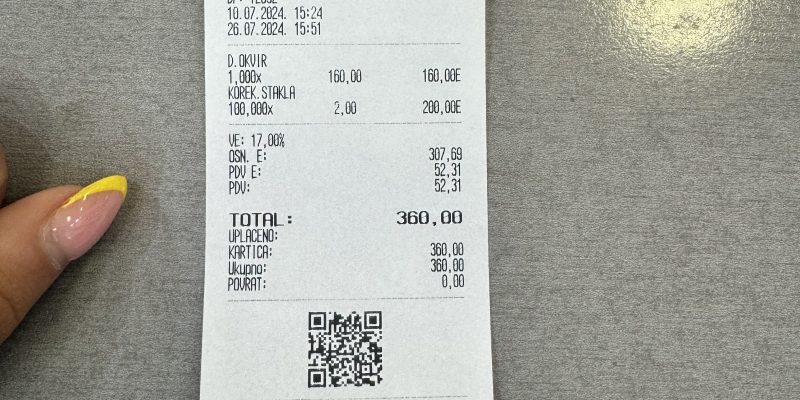 10.07.2024. 15:24
26.07.2024. 15:51
D.OKVIR
1,000x 160,00 160,00E
KOREK.STAKLA
100,000x 2,00 200,00E
VE: 17,00%
OSN. E: 307,69
PDV E: 52,31
PDV: 52,31
TOTAL: 360,00
UPLAĆENO:
KARTICA: 360,00
Ukupno: 360,00
POVRAT: 0,00